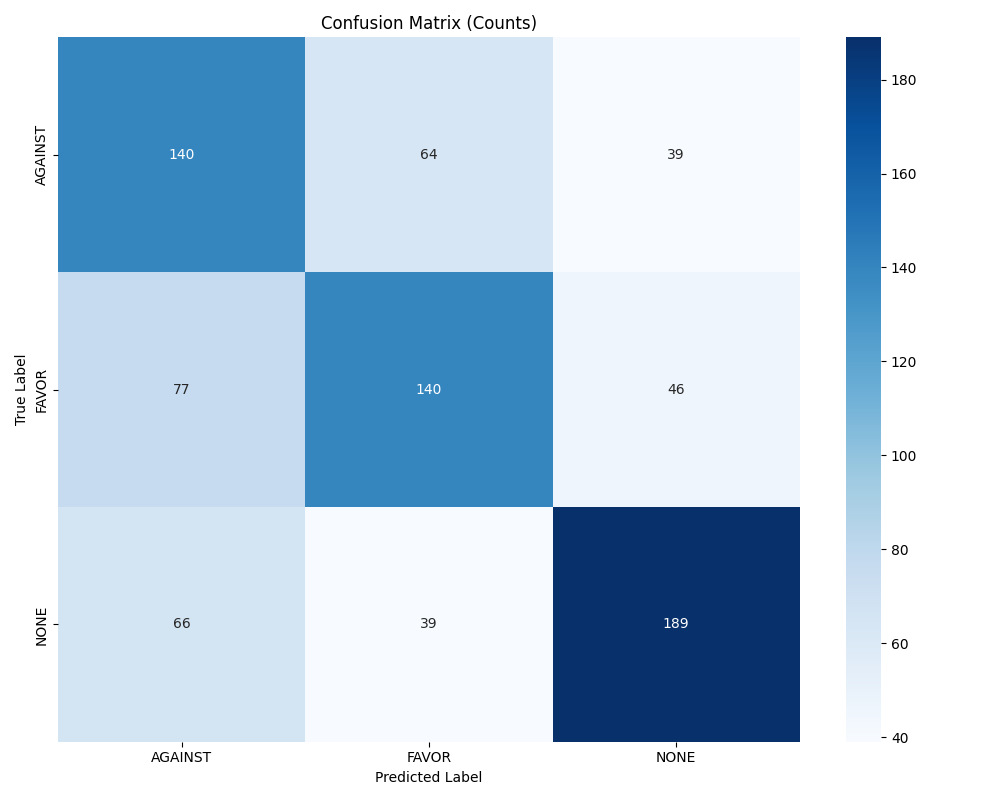 Confusion Matrix (Counts)
True Label
AGAINST
FAVOR
NONE
140 64 39
77 140 46
66 39 189
AGAINST FAVOR NONE
Predicted Label
180
160
140
120
100
80
60
40